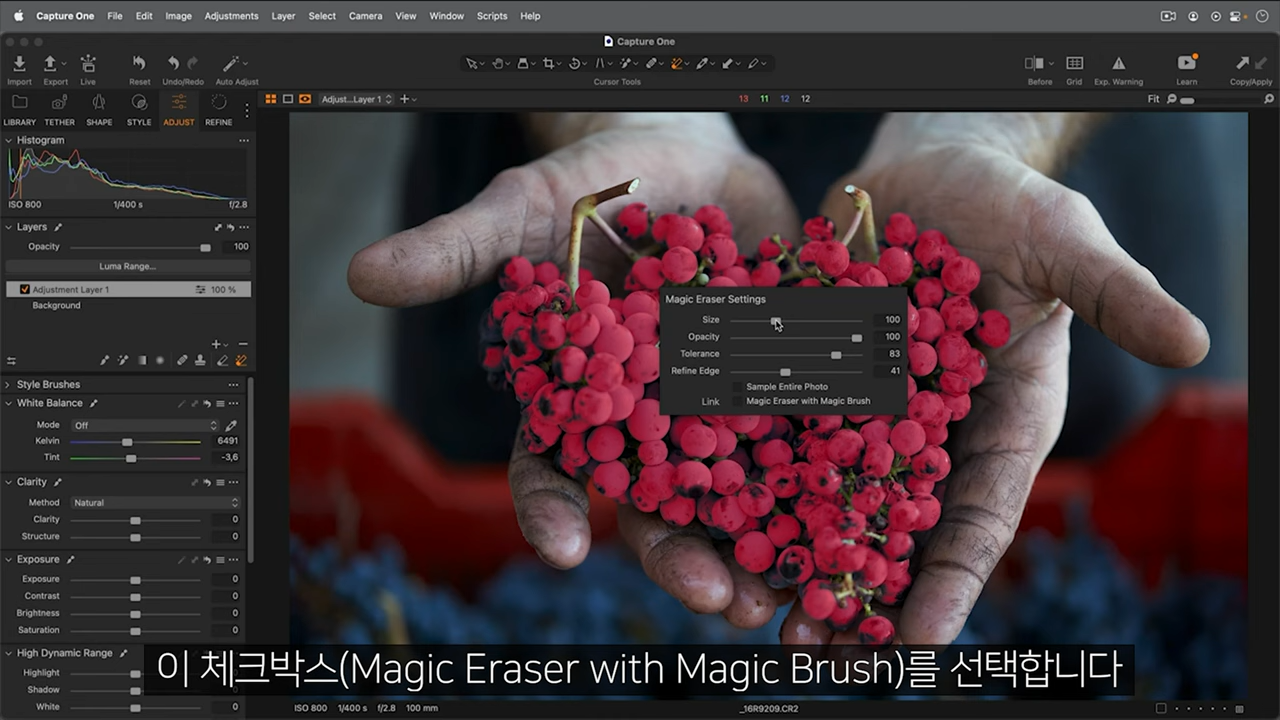 Capture One File Edit Image Adjustments Layer Select Camera View Window Scripts Help
Capture One
Import Export Live Reset Undo/Redo Auto Adjust Cursor Tools Before Grid Exp. Warning Learn Copy/Apply
LIBRARY TETHER SHAPE STYLE ADJUST REFINE
Adjust...Layer 1 13 11 12 12 Fit
Histogram
ISO 800 1/400 s f/2.8
Layers
Opacity 100
Luma Range...
Adjustment Layer 1 100 %
Background
Style Brushes
White Balance
Mode Off
Kelvin 6491
Tint -3,6
Clarity
Method Natural
Clarity 0
Structure 0
Exposure
Exposure 0
Contrast 0
Brightness 0
Saturation 0
High Dynamic Range
Highlight
Shadow
White 0
Magic Eraser Settings
Size 100
Opacity 100
Tolerance 83
Refine Edge 41
Sample Entire Photo
Link Magic Eraser with Magic Brush
이 체크박스(Magic Eraser with Magic Brush)를 선택합니다
ISO 800 1/400 s f/2.8 100 mm _16R9209.CR2